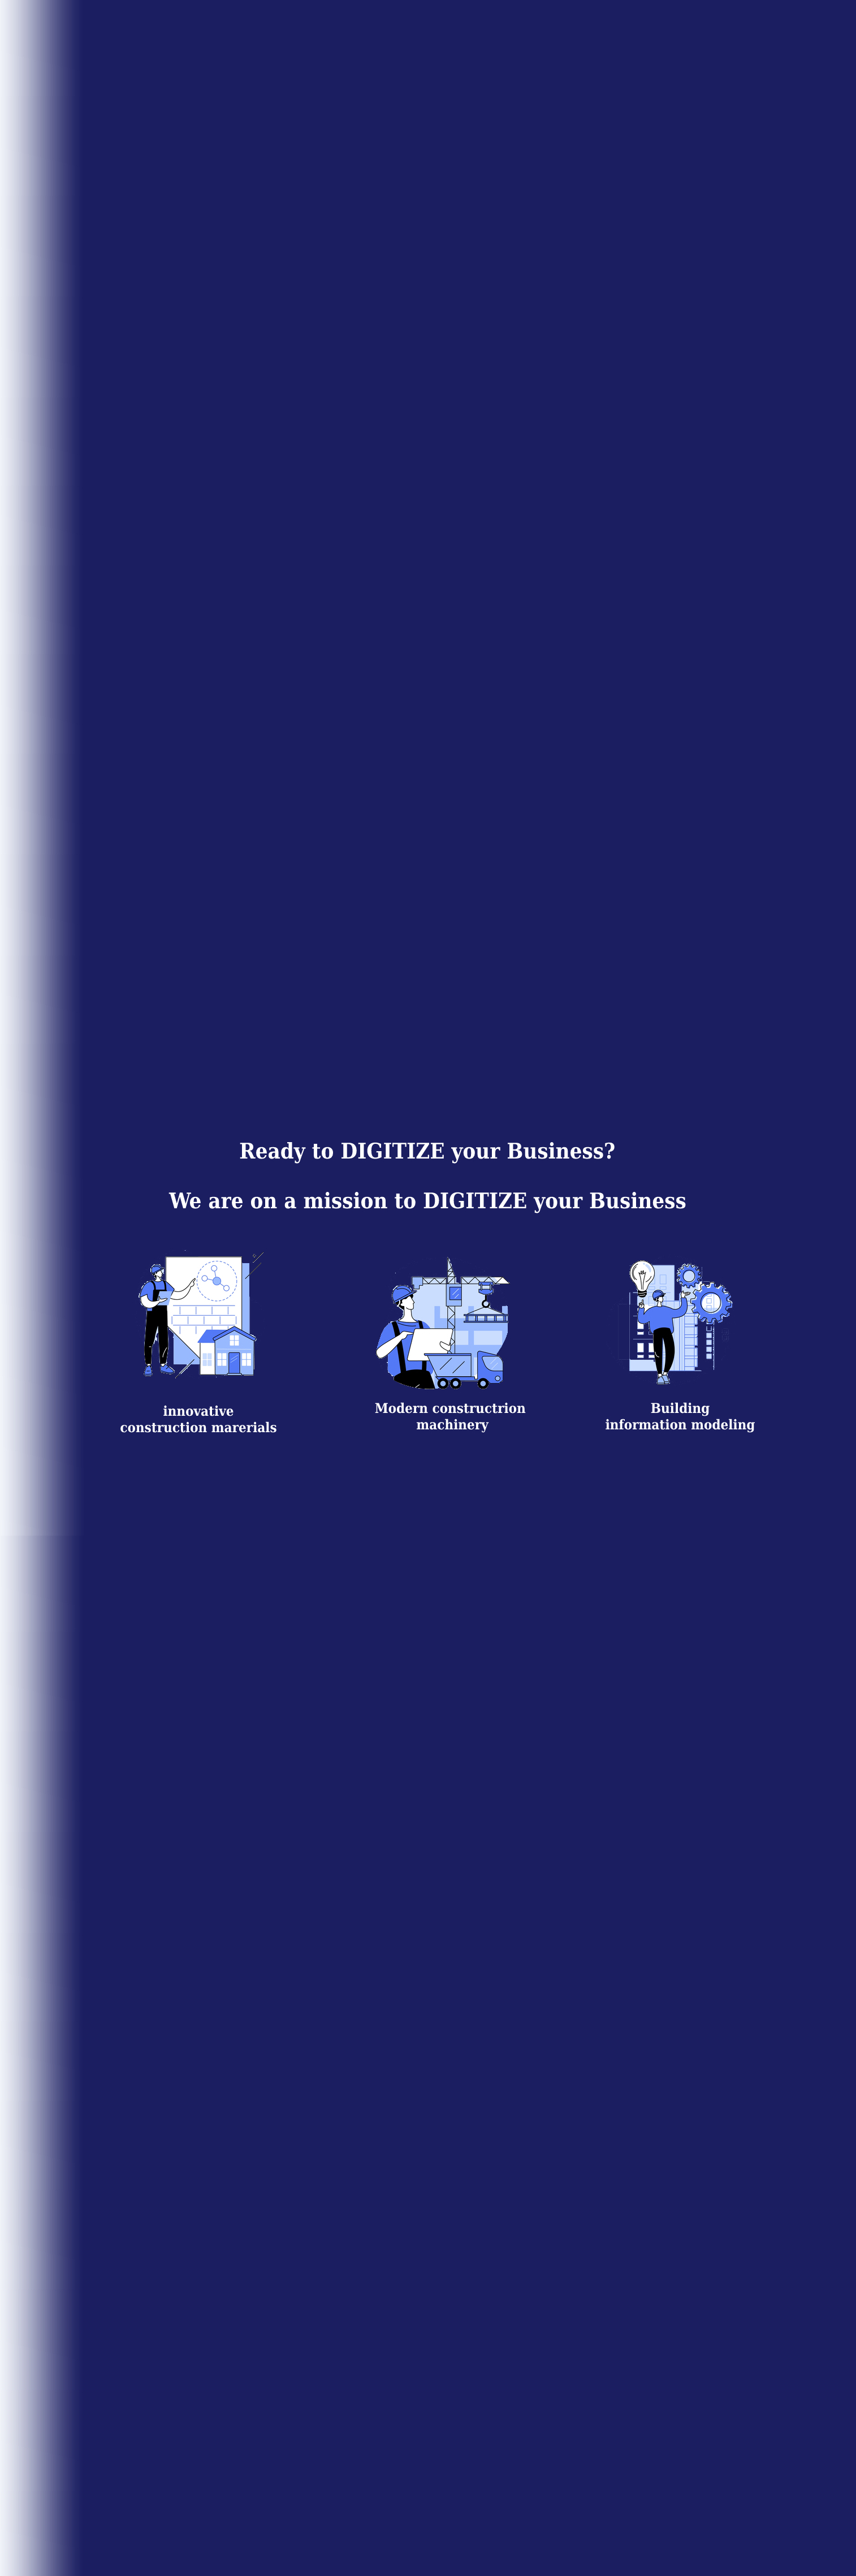 Ready to DIGITIZE your Business?
We are on a mission to DIGITIZE your Business
innovative
construction marerials
Modern constructrion
machinery
Building
information modeling